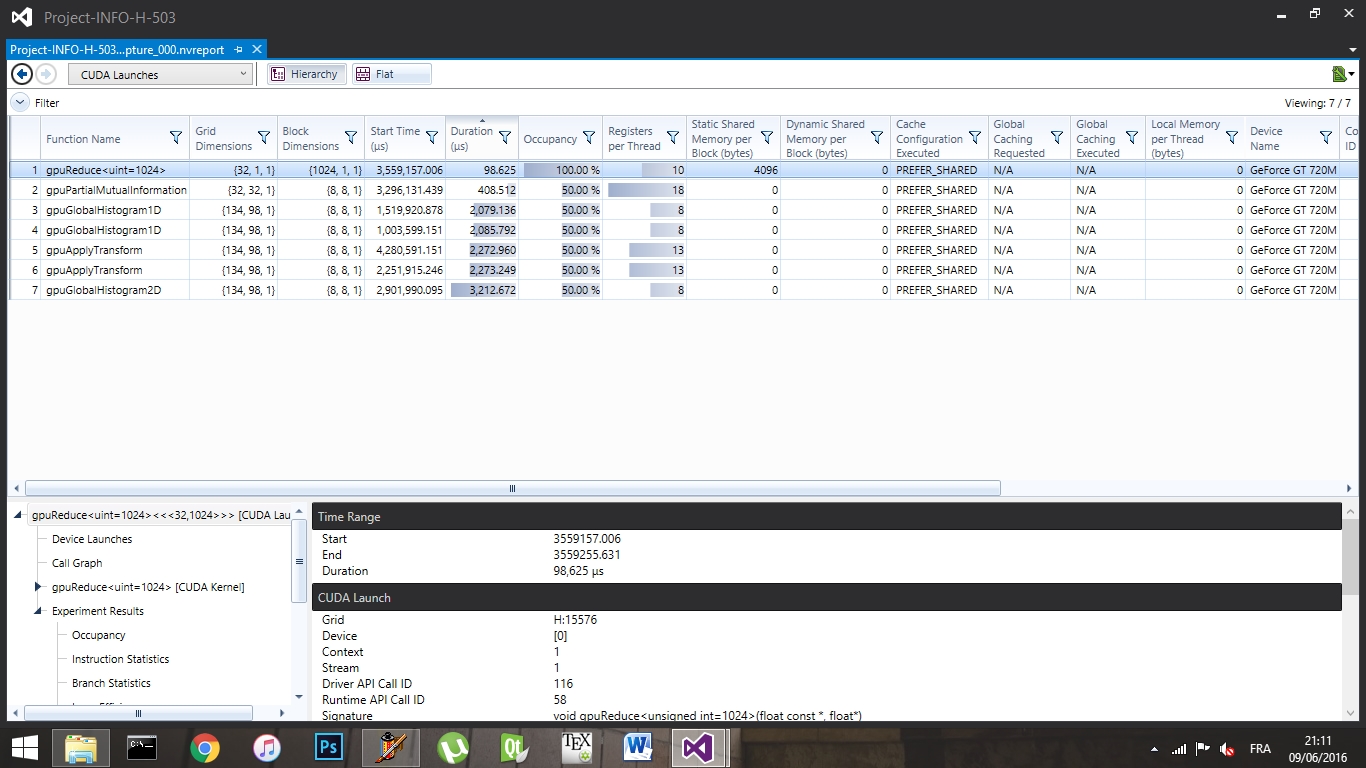 Project-INFO-H-503
Project-INFO-H-503...pture_000.nvreport
CUDA Launches Hierarchy Flat
Filter Viewing: 7 / 7
Function Name Grid Dimensions Block Dimensions Start Time (µs) Duration (µs) Occupancy Registers per Thread Static Shared Memory per Block (bytes) Dynamic Shared Memory per Block (bytes) Cache Configuration Executed Global Caching Requested Global Caching Executed Local Memory per Thread (bytes) Device Name Co ID
1 gpuReduce<uint=1024> {32, 1, 1} {1024, 1, 1} 3,559,157.006 98.625 100.00 % 10 4096 0 PREFER_SHARED N/A N/A 0 GeForce GT 720M
2 gpuPartialMutualInformation {32, 32, 1} {8, 8, 1} 3,296,131.439 408.512 50.00 % 18 0 0 PREFER_SHARED N/A N/A 0 GeForce GT 720M
3 gpuGlobalHistogram1D {134, 98, 1} {8, 8, 1} 1,519,920.878 2,079.136 50.00 % 8 0 0 PREFER_SHARED N/A N/A 0 GeForce GT 720M
4 gpuGlobalHistogram1D {134, 98, 1} {8, 8, 1} 1,003,599.151 2,085.792 50.00 % 8 0 0 PREFER_SHARED N/A N/A 0 GeForce GT 720M
5 gpuApplyTransform {134, 98, 1} {8, 8, 1} 4,280,591.151 2,272.960 50.00 % 13 0 0 PREFER_SHARED N/A N/A 0 GeForce GT 720M
6 gpuApplyTransform {134, 98, 1} {8, 8, 1} 2,251,915.246 2,273.249 50.00 % 13 0 0 PREFER_SHARED N/A N/A 0 GeForce GT 720M
7 gpuGlobalHistogram2D {134, 98, 1} {8, 8, 1} 2,901,990.095 3,212.672 50.00 % 8 0 0 PREFER_SHARED N/A N/A 0 GeForce GT 720M
gpuReduce<uint=1024><<<32,1024>>> [CUDA Lau
Device Launches
Call Graph
gpuReduce<uint=1024> [CUDA Kernel]
Experiment Results
Occupancy
Instruction Statistics
Branch Statistics
Time Range
Start 3559157.006
End 3559255.631
Duration 98,625 µs
CUDA Launch
Grid H:15576
Device [0]
Context 1
Stream 1
Driver API Call ID 116
Runtime API Call ID 58
Signature void gpuReduce<unsigned int=1024>(float const *, float*)
C:\_
Ps
Qt
TEX
W
FRA
21:11
09/06/2016